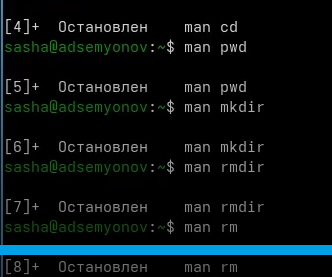 [4]+  Остановлен    man cd
sasha@adsemyonov:~$ man pwd
[5]+  Остановлен    man pwd
sasha@adsemyonov:~$ man mkdir
[6]+  Остановлен    man mkdir
sasha@adsemyonov:~$ man rmdir
[7]+  Остановлен    man rmdir
sasha@adsemyonov:~$ man rm
[8]+  Остановлен    man rm